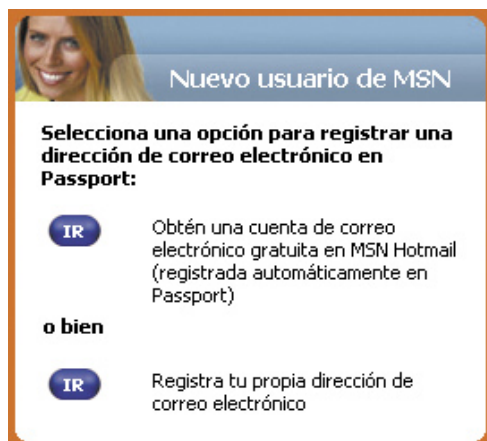 Nuevo usuario de MSN
Selecciona una opción para registrar una
dirección de correo electrónico en
Passport:
IR
Obtén una cuenta de correo
electrónico gratuita en MSN Hotmail
(registrada automáticamente en
Passport)
o bien
IR
Registra tu propia dirección de
correo electrónico